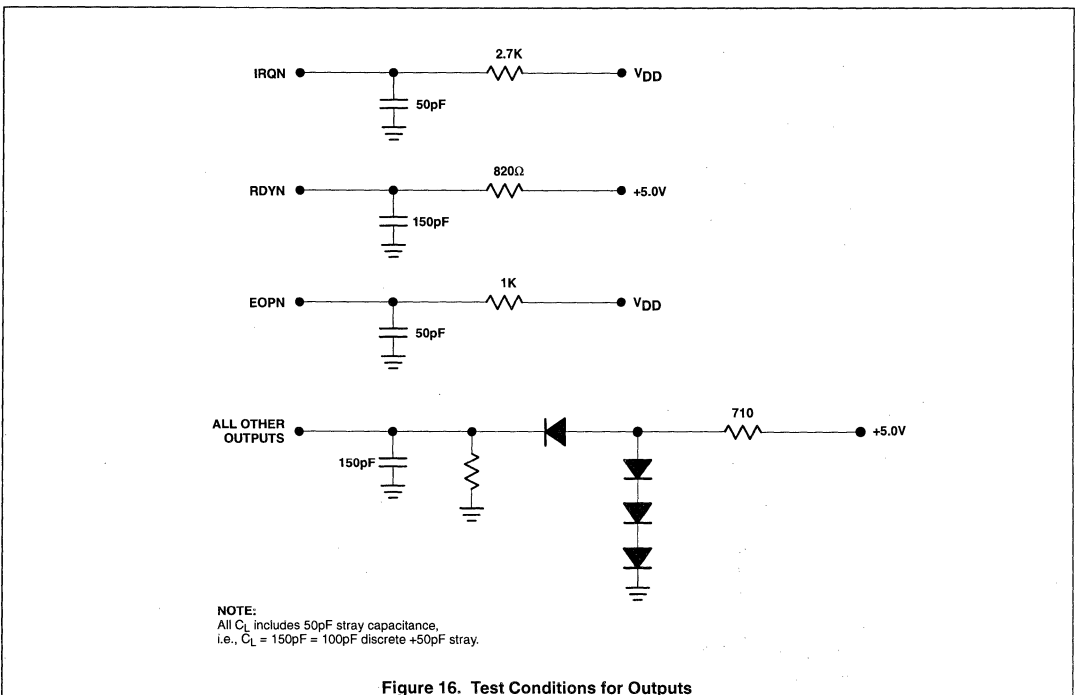 2.7K
IRQN
VDD
50pF
820Ω
RDYN
+5.0V
150pF
1K
EOPN
VDD
50pF
710
ALL OTHER
OUTPUTS
+5.0V
150pF
NOTE:
All CL includes 50pF stray capacitance,
i.e., CL = 150pF = 100pF discrete +50pF stray.
Figure 16. Test Conditions for Outputs